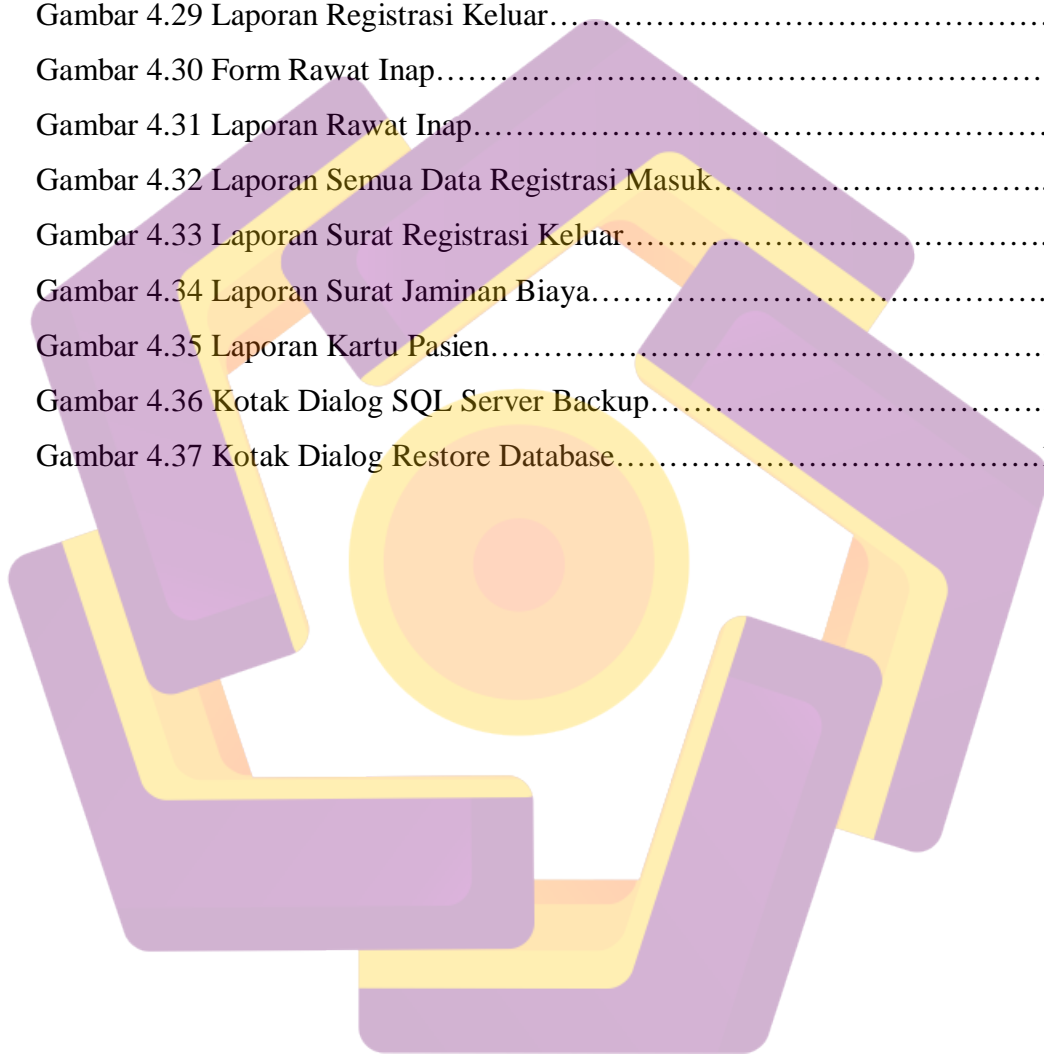 Gambar 4.29 Laporan Registrasi Keluar……………………………………………….
Gambar 4.30 Form Rawat Inap……………………………………………………………….
Gambar 4.31 Laporan Rawat Inap………………………………………………………….
Gambar 4.32 Laporan Semua Data Registrasi Masuk………………………………..
Gambar 4.33 Laporan Surat Registrasi Keluar…………………………………………..
Gambar 4.34 Laporan Surat Jaminan Biaya……………………………………………..
Gambar 4.35 Laporan Kartu Pasien……………………………………………………….
Gambar 4.36 Kotak Dialog SQL Server Backup………………………………………..
Gambar 4.37 Kotak Dialog Restore Database…………………………………………….